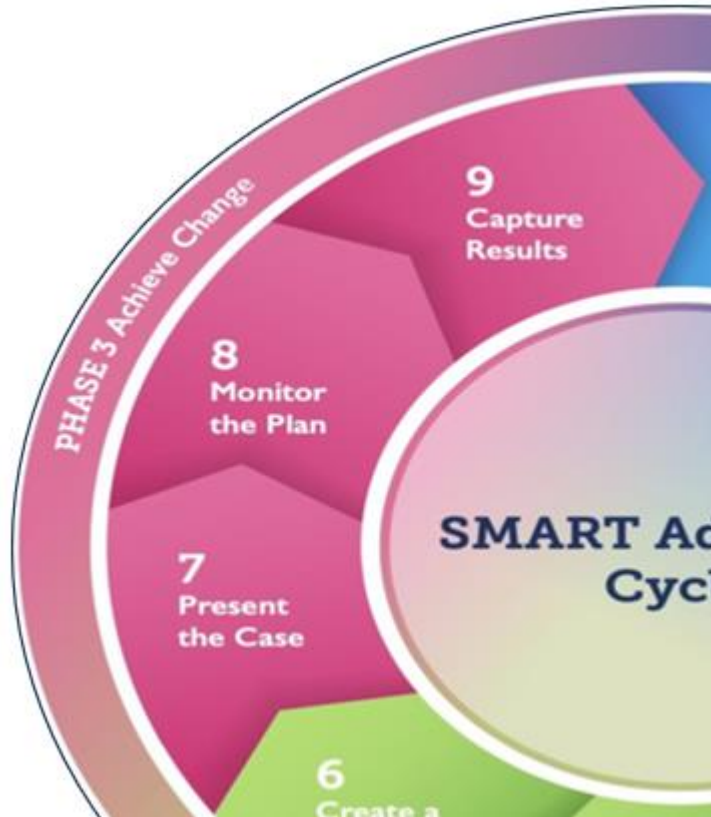 PHASE 3 Achieve Change
9
Capture
Results
8
Monitor
the Plan
7
Present
the Case
6
Create a
SMART
Cyc